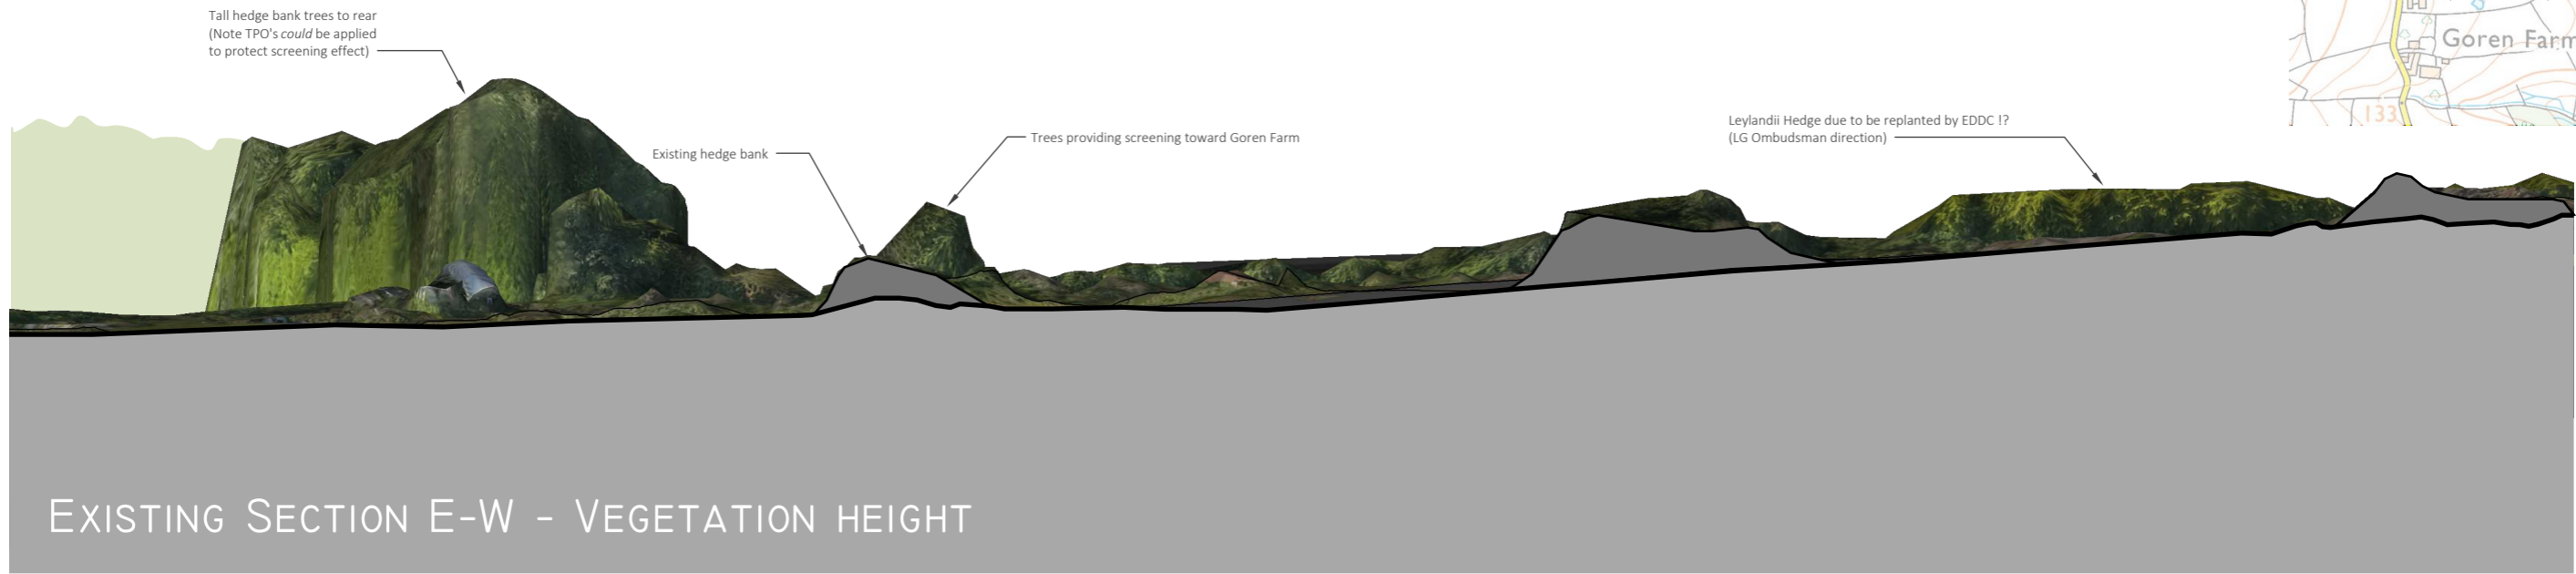 Tall hedge bank trees to rear
(Note TPO's could be applied
to protect screening effect)
Existing hedge bank
Trees providing screening toward Goren Farm
Leylandii Hedge due to be replanted by EDDC !?
(LG Ombudsman direction)
Goren Farm
133
EXISTING SECTION E-W - VEGETATION HEIGHT